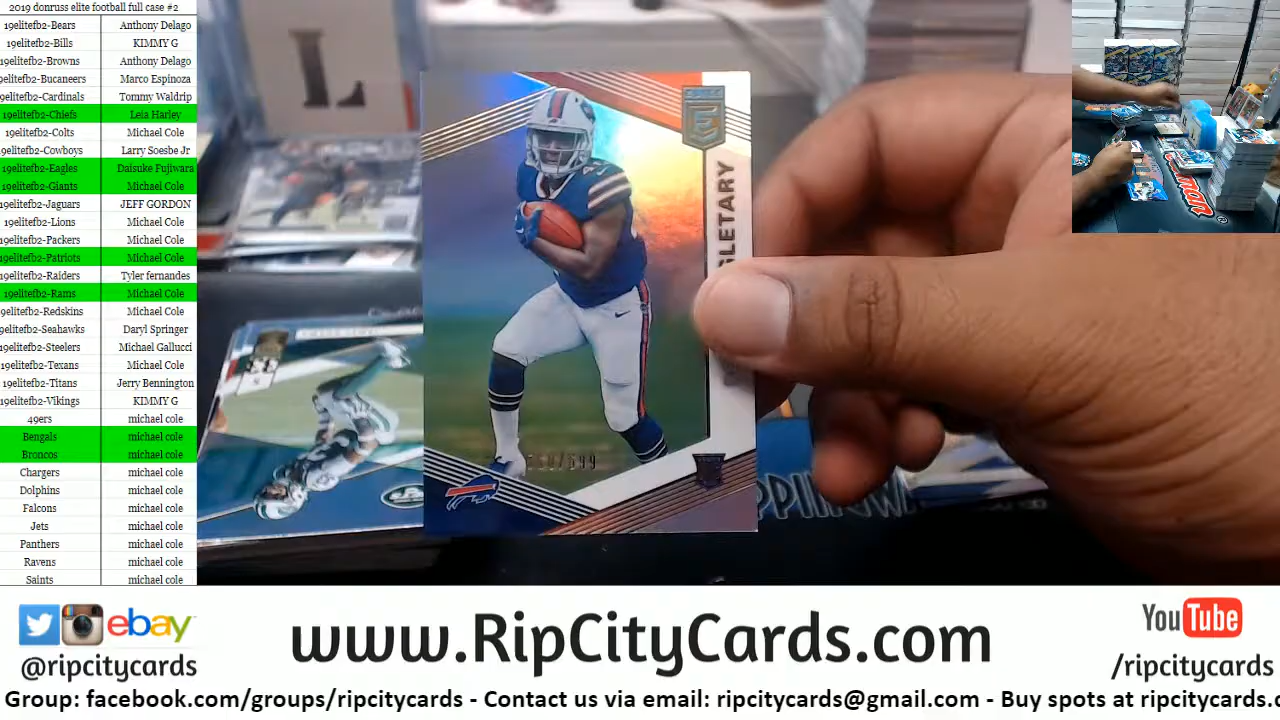 2019 donruss elite football full case #2
19elitefb2-Bears Anthony Delago
19elitefb2-Bills KIMMY G
19elitefb2-Browns Anthony Delago
9elitefb2-Bucaneers Marco Espinoza
19elitefb2-Cardinals Tommy Waldrip
19elitefb2-Chiefs Leia Harley
19elitefb2-Colts Michael Cole
19elitefb2-Cowboys Larry Soesbe Jr
19elitefb2-Eagles Daisuke Fujiwara
19elitefb2-Giants Michael Cole
19elitefb2-Jaguars JEFF GORDON
19elitefb2-Lions Michael Cole
19elitefb2-Packers Michael Cole
19elitefb2-Patriots Michael Cole
19elitefb2-Raiders Tyler fernandes
19elitefb2-Rams Michael Cole
19elitefb2-Redskins Michael Cole
9elitefb2-Seahawks Daryl Springer
19elitefb2-Steelers Michael Gallucci
19elitefb2-Texans Michael Cole
19elitefb2-Titans Jerry Bennington
19elitefb2-Vikings KIMMY G
49ers michael cole
Bengals michael cole
Broncos michael cole
Chargers michael cole
Dolphins michael cole
Falcons michael cole
Jets michael cole
Panthers michael cole
Ravens michael cole
Saints michael cole
L
E
GLETARY
/699
PPINGW
ebay
@ripcitycards
www.RipCityCards.com
YouTube
/ripcitycards
Group: facebook.com/groups/ripcitycards - Contact us via email: ripcitycards@gmail.com - Buy spots at ripcitycards.c